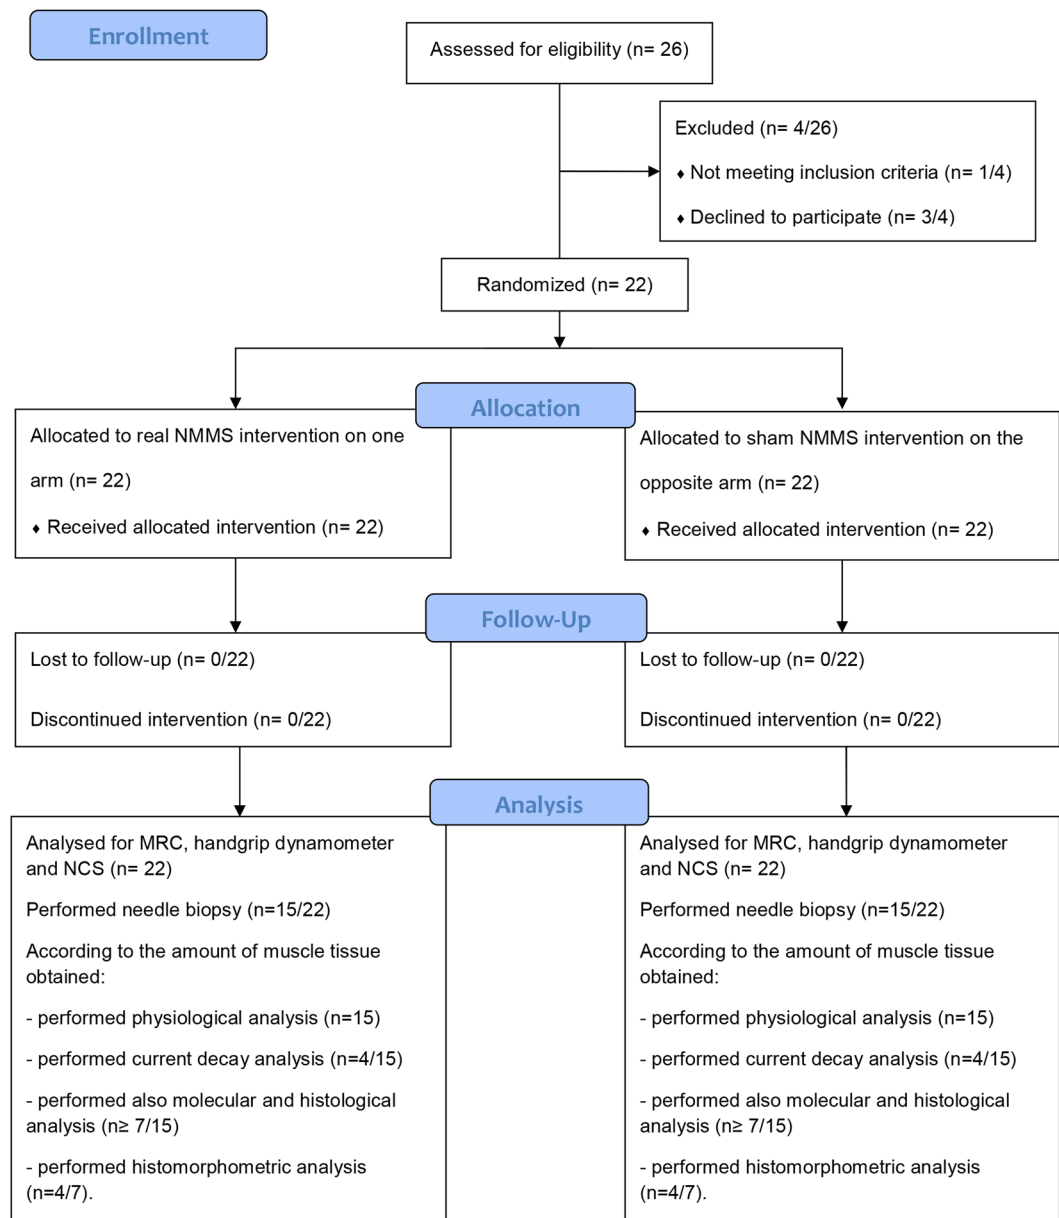 Enrollment
Assessed for eligibility (n= 26)
Excluded (n= 4/26)
♦ Not meeting inclusion criteria (n= 1/4)
♦ Declined to participate (n= 3/4)
Randomized (n= 22)
Allocation
Allocated to real NMMS intervention on one
arm (n= 22)
♦ Received allocated intervention (n= 22)
Allocated to sham NMMS intervention on the
opposite arm (n= 22)
♦ Received allocated intervention (n= 22)
Follow-Up
Lost to follow-up (n= 0/22)
Discontinued intervention (n= 0/22)
Lost to follow-up (n= 0/22)
Discontinued intervention (n= 0/22)
Analysis
Analysed for MRC, handgrip dynamometer
and NCS (n= 22)
Performed needle biopsy (n=15/22)
According to the amount of muscle tissue
obtained:
- performed physiological analysis (n=15)
- performed current decay analysis (n=4/15)
- performed also molecular and histological
analysis (n≥ 7/15)
- performed histomorphometric analysis
(n=4/7).
Analysed for MRC, handgrip dynamometer
and NCS (n= 22)
Performed needle biopsy (n=15/22)
According to the amount of muscle tissue
obtained:
- performed physiological analysis (n=15)
- performed current decay analysis (n=4/15)
- performed also molecular and histological
analysis (n≥ 7/15)
- performed histomorphometric analysis
(n=4/7).